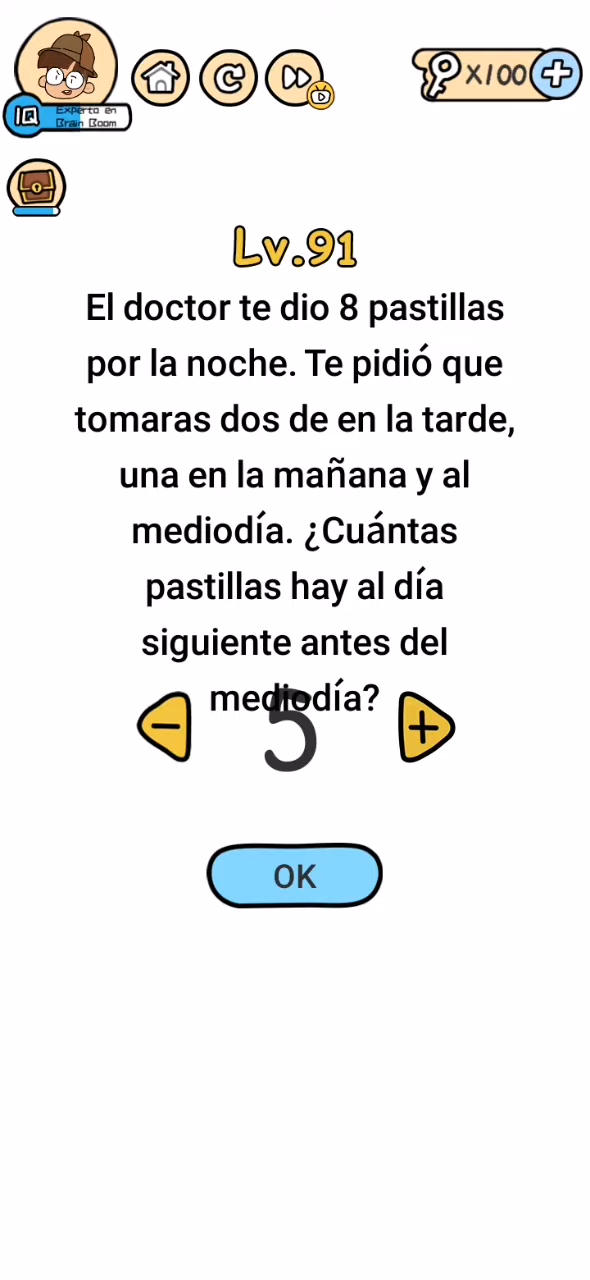 X100
IQ
Experto en
Brain Boom
Lv.91
El doctor te dio 8 pastillas
por la noche. Te pidió que
tomaras dos de en la tarde,
una en la mañana y al
mediodía. ¿Cuántas
pastillas hay al día
siguiente antes del
mediodía?
5
OK